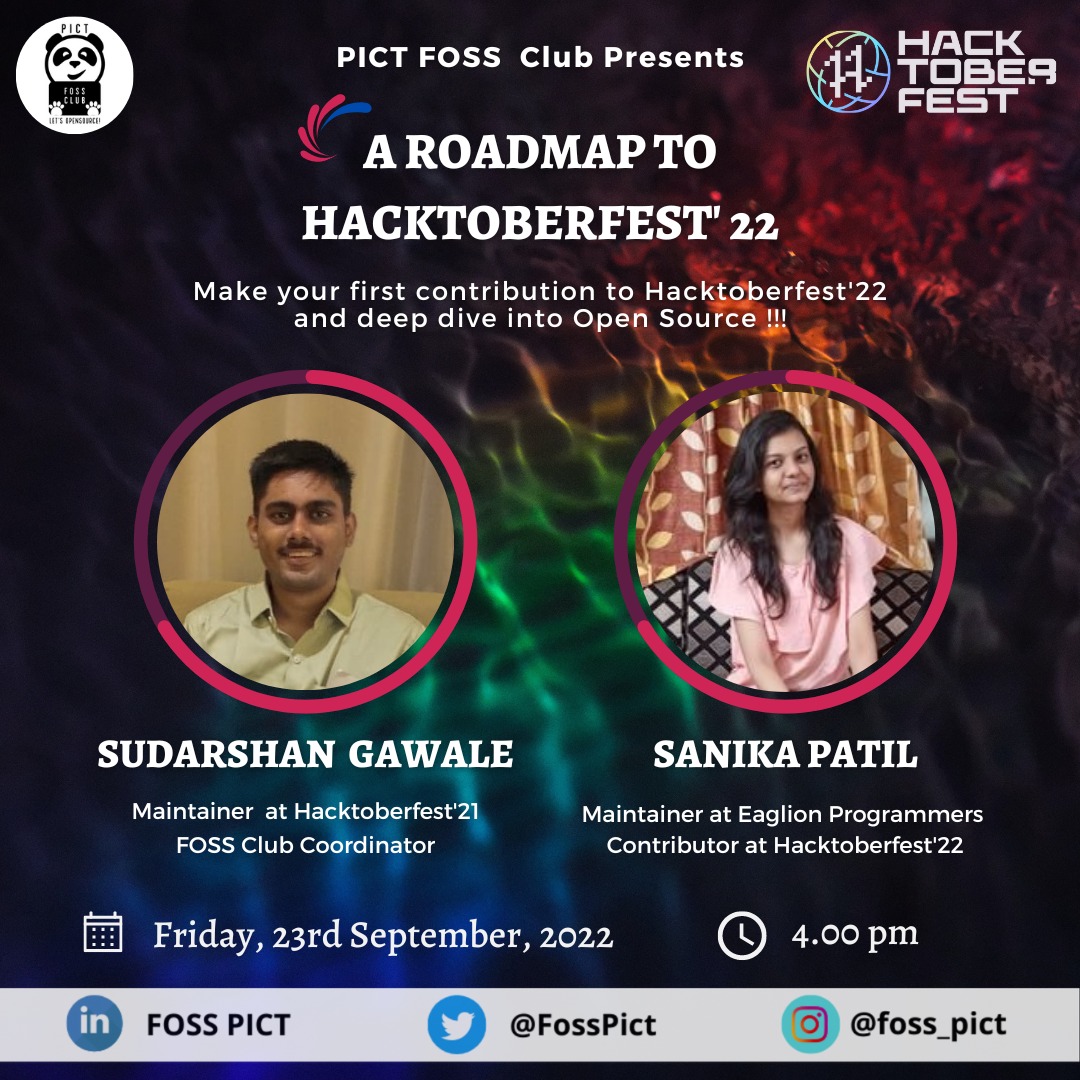 PICT
FOSS
CLUB
LET'S OPENSOURCE!
PICT FOSS Club Presents
HACK
TOBER
FEST
A ROADMAP TO
HACKTOBERFEST' 22
Make your first contribution to Hacktoberfest'22
and deep dive into Open Source !!!
SUDARSHAN GAWALE
Maintainer at Hacktoberfest'21
FOSS Club Coordinator
SANIKA PATIL
Maintainer at Eaglion Programmers
Contributor at Hacktoberfest'22
Friday, 23rd September, 2022
4.00 pm
in FOSS PICT
@FossPict
@foss_pict